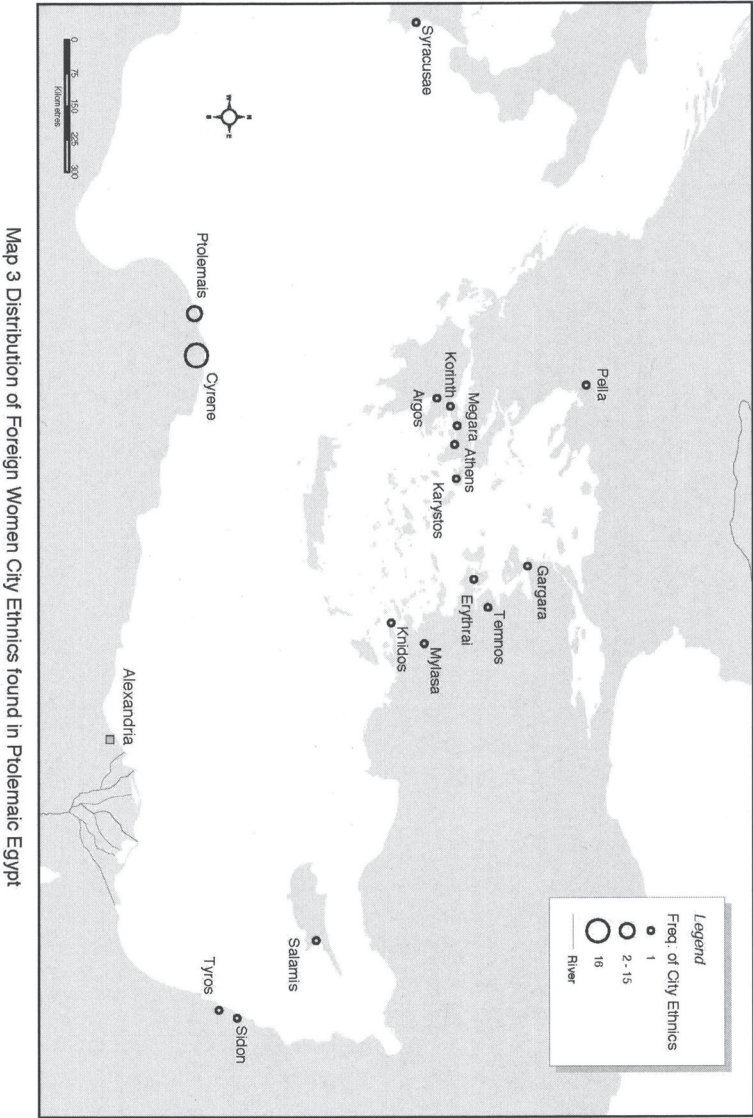 Syracusae
Pella
Korinth
Megara
Argos
Athens
Karystos
Gargara
Temnos
Erythrai
Mylasa
Knidos
Ptolemais
Cyrene
Alexandria
Salamis
Sidon
Tyros
N
W E
S
0 75 150 225 300
Kilometres
Legend
Freq. of City Ethnics
1
2 - 15
16
River
Map 3 Distribution of Foreign Women City Ethnics found in Ptolemaic Egypt